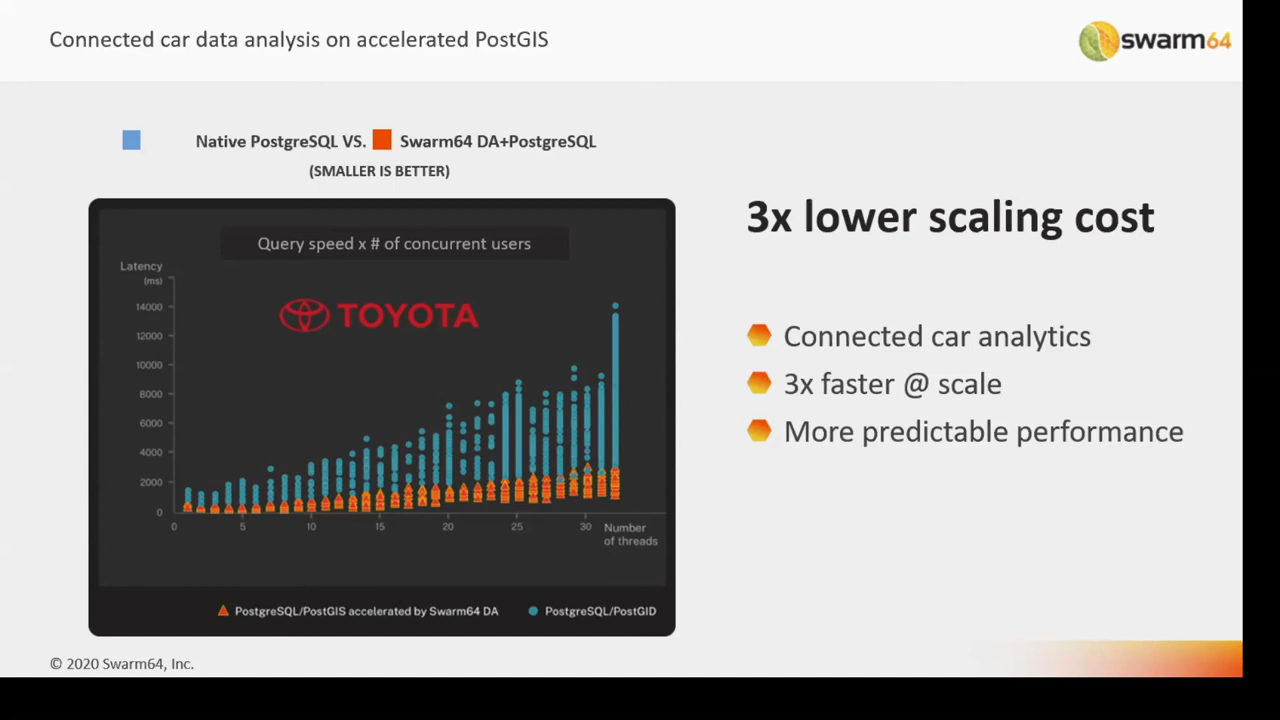 Connected car data analysis on accelerated PostGIS
swarm64
Native PostgreSQL VS. Swarm64 DA+PostgreSQL
(SMALLER IS BETTER)
3x lower scaling cost
Connected car analytics
3x faster @ scale
More predictable performance
Query speed x # of concurrent users
Latency
(ms)
TOYOTA
14000
12000
10000
8000
6000
4000
2000
0
0 5 10 15 20 25 30 Number
of threads
PostgreSQL/PostGIS accelerated by Swarm64 DA PostgreSQL/PostGID
© 2020 Swarm64, Inc.